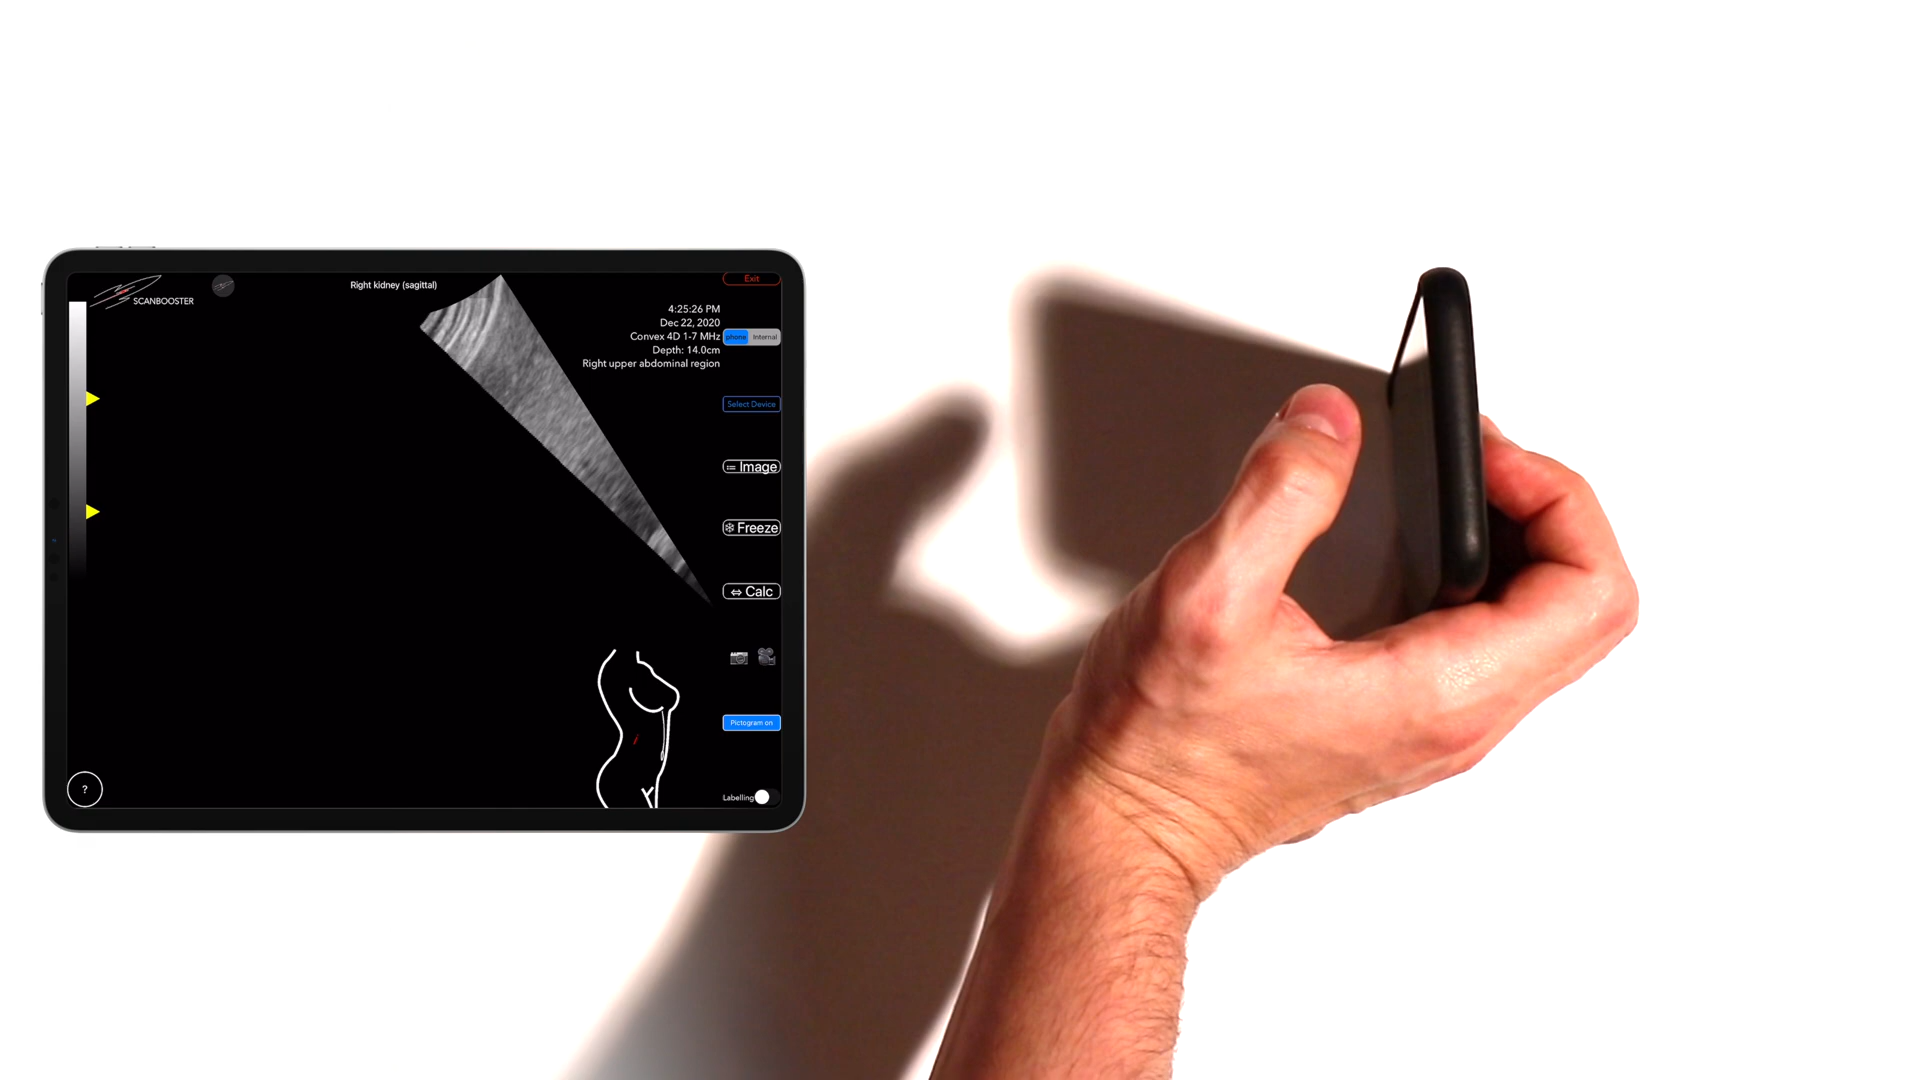 Exit
Right kidney (sagittal)
SCANBOOSTER
4:25:26 PM
Dec 22, 2020
Convex 4D 1-7 MHz
phone Internal
Depth: 14.0cm
Right upper abdominal region
Select Device
Image
Freeze
Calc
Pictogram on
?
Labelling